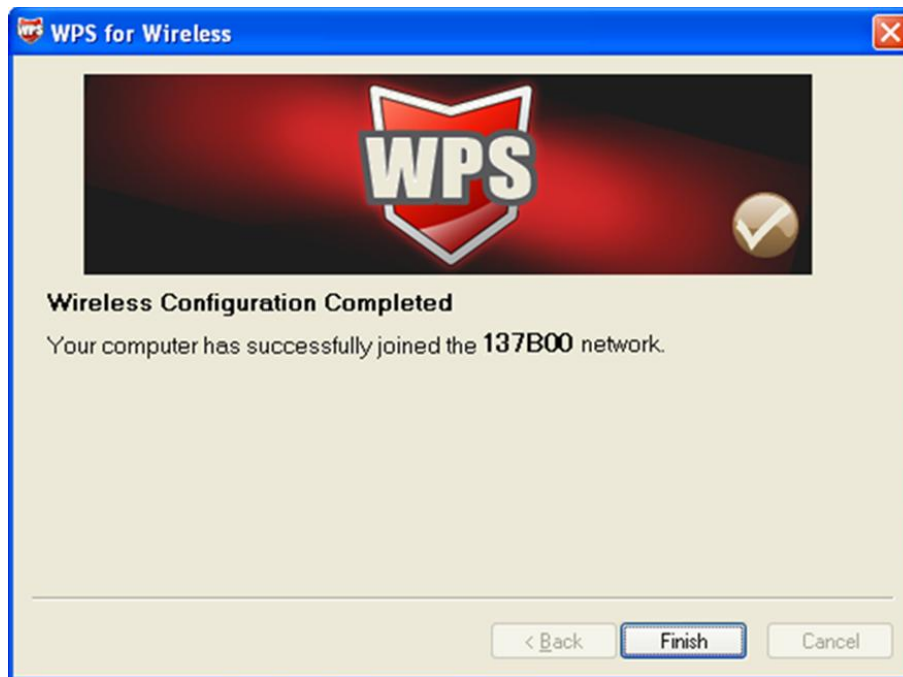 WPS for Wireless
WPS
Wireless Configuration Completed
Your computer has successfully joined the 137B00 network.
< Back
Finish
Cancel